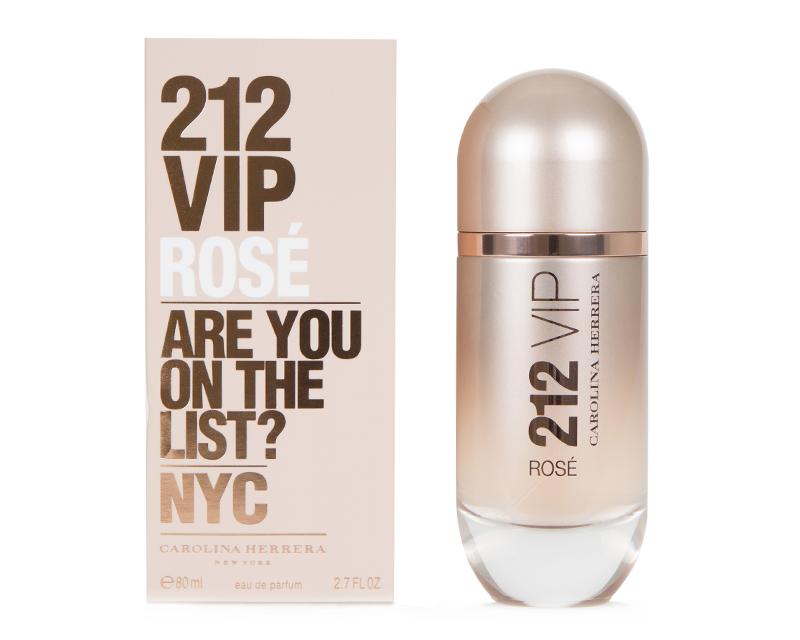 212
VIP
ROSÉ
ARE YOU
ON THE
LIST?
NYC
CAROLINA HERRERA
NEW YORK
℮80 ml eau de parfum 2.7 FL OZ
212 VIP
CAROLINA HERRERA
ROSÉ